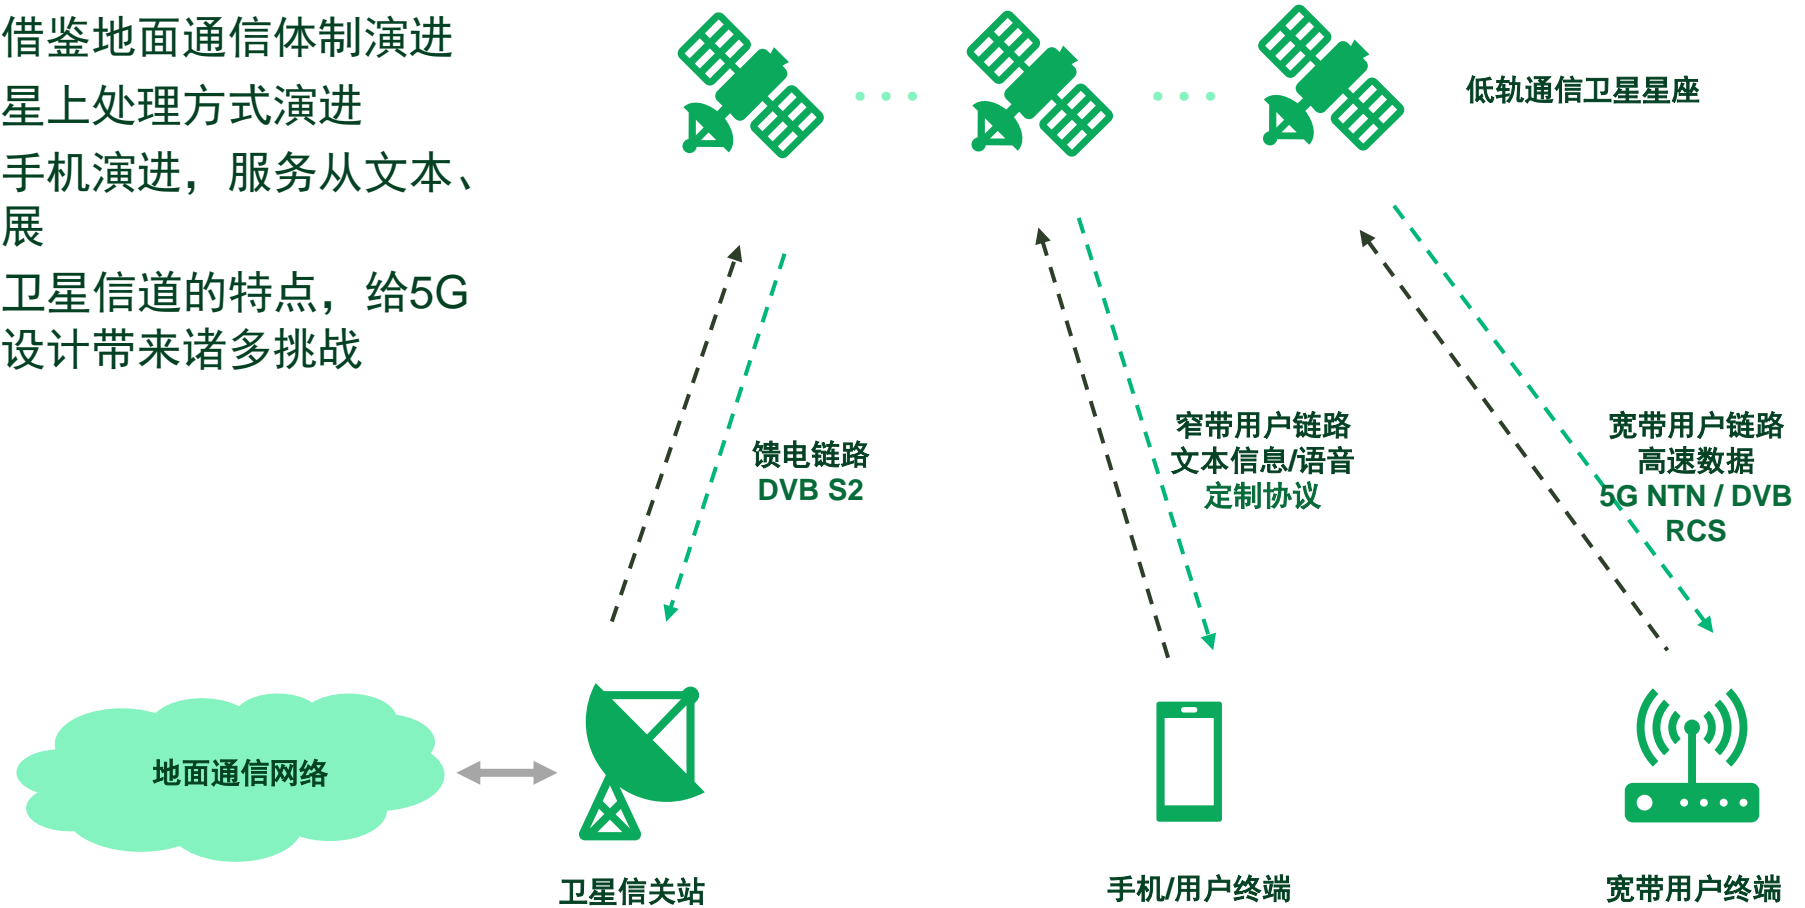 借鉴地面通信体制演进
星上处理方式演进
手机演进，服务从文本、
展
卫星信道的特点，给5G
设计带来诸多挑战
低轨通信卫星星座
馈电链路
DVB S2
窄带用户链路
文本信息/语音
定制协议
宽带用户链路
高速数据
5G NTN / DVB
RCS
地面通信网络
卫星信关站
手机/用户终端
宽带用户终端